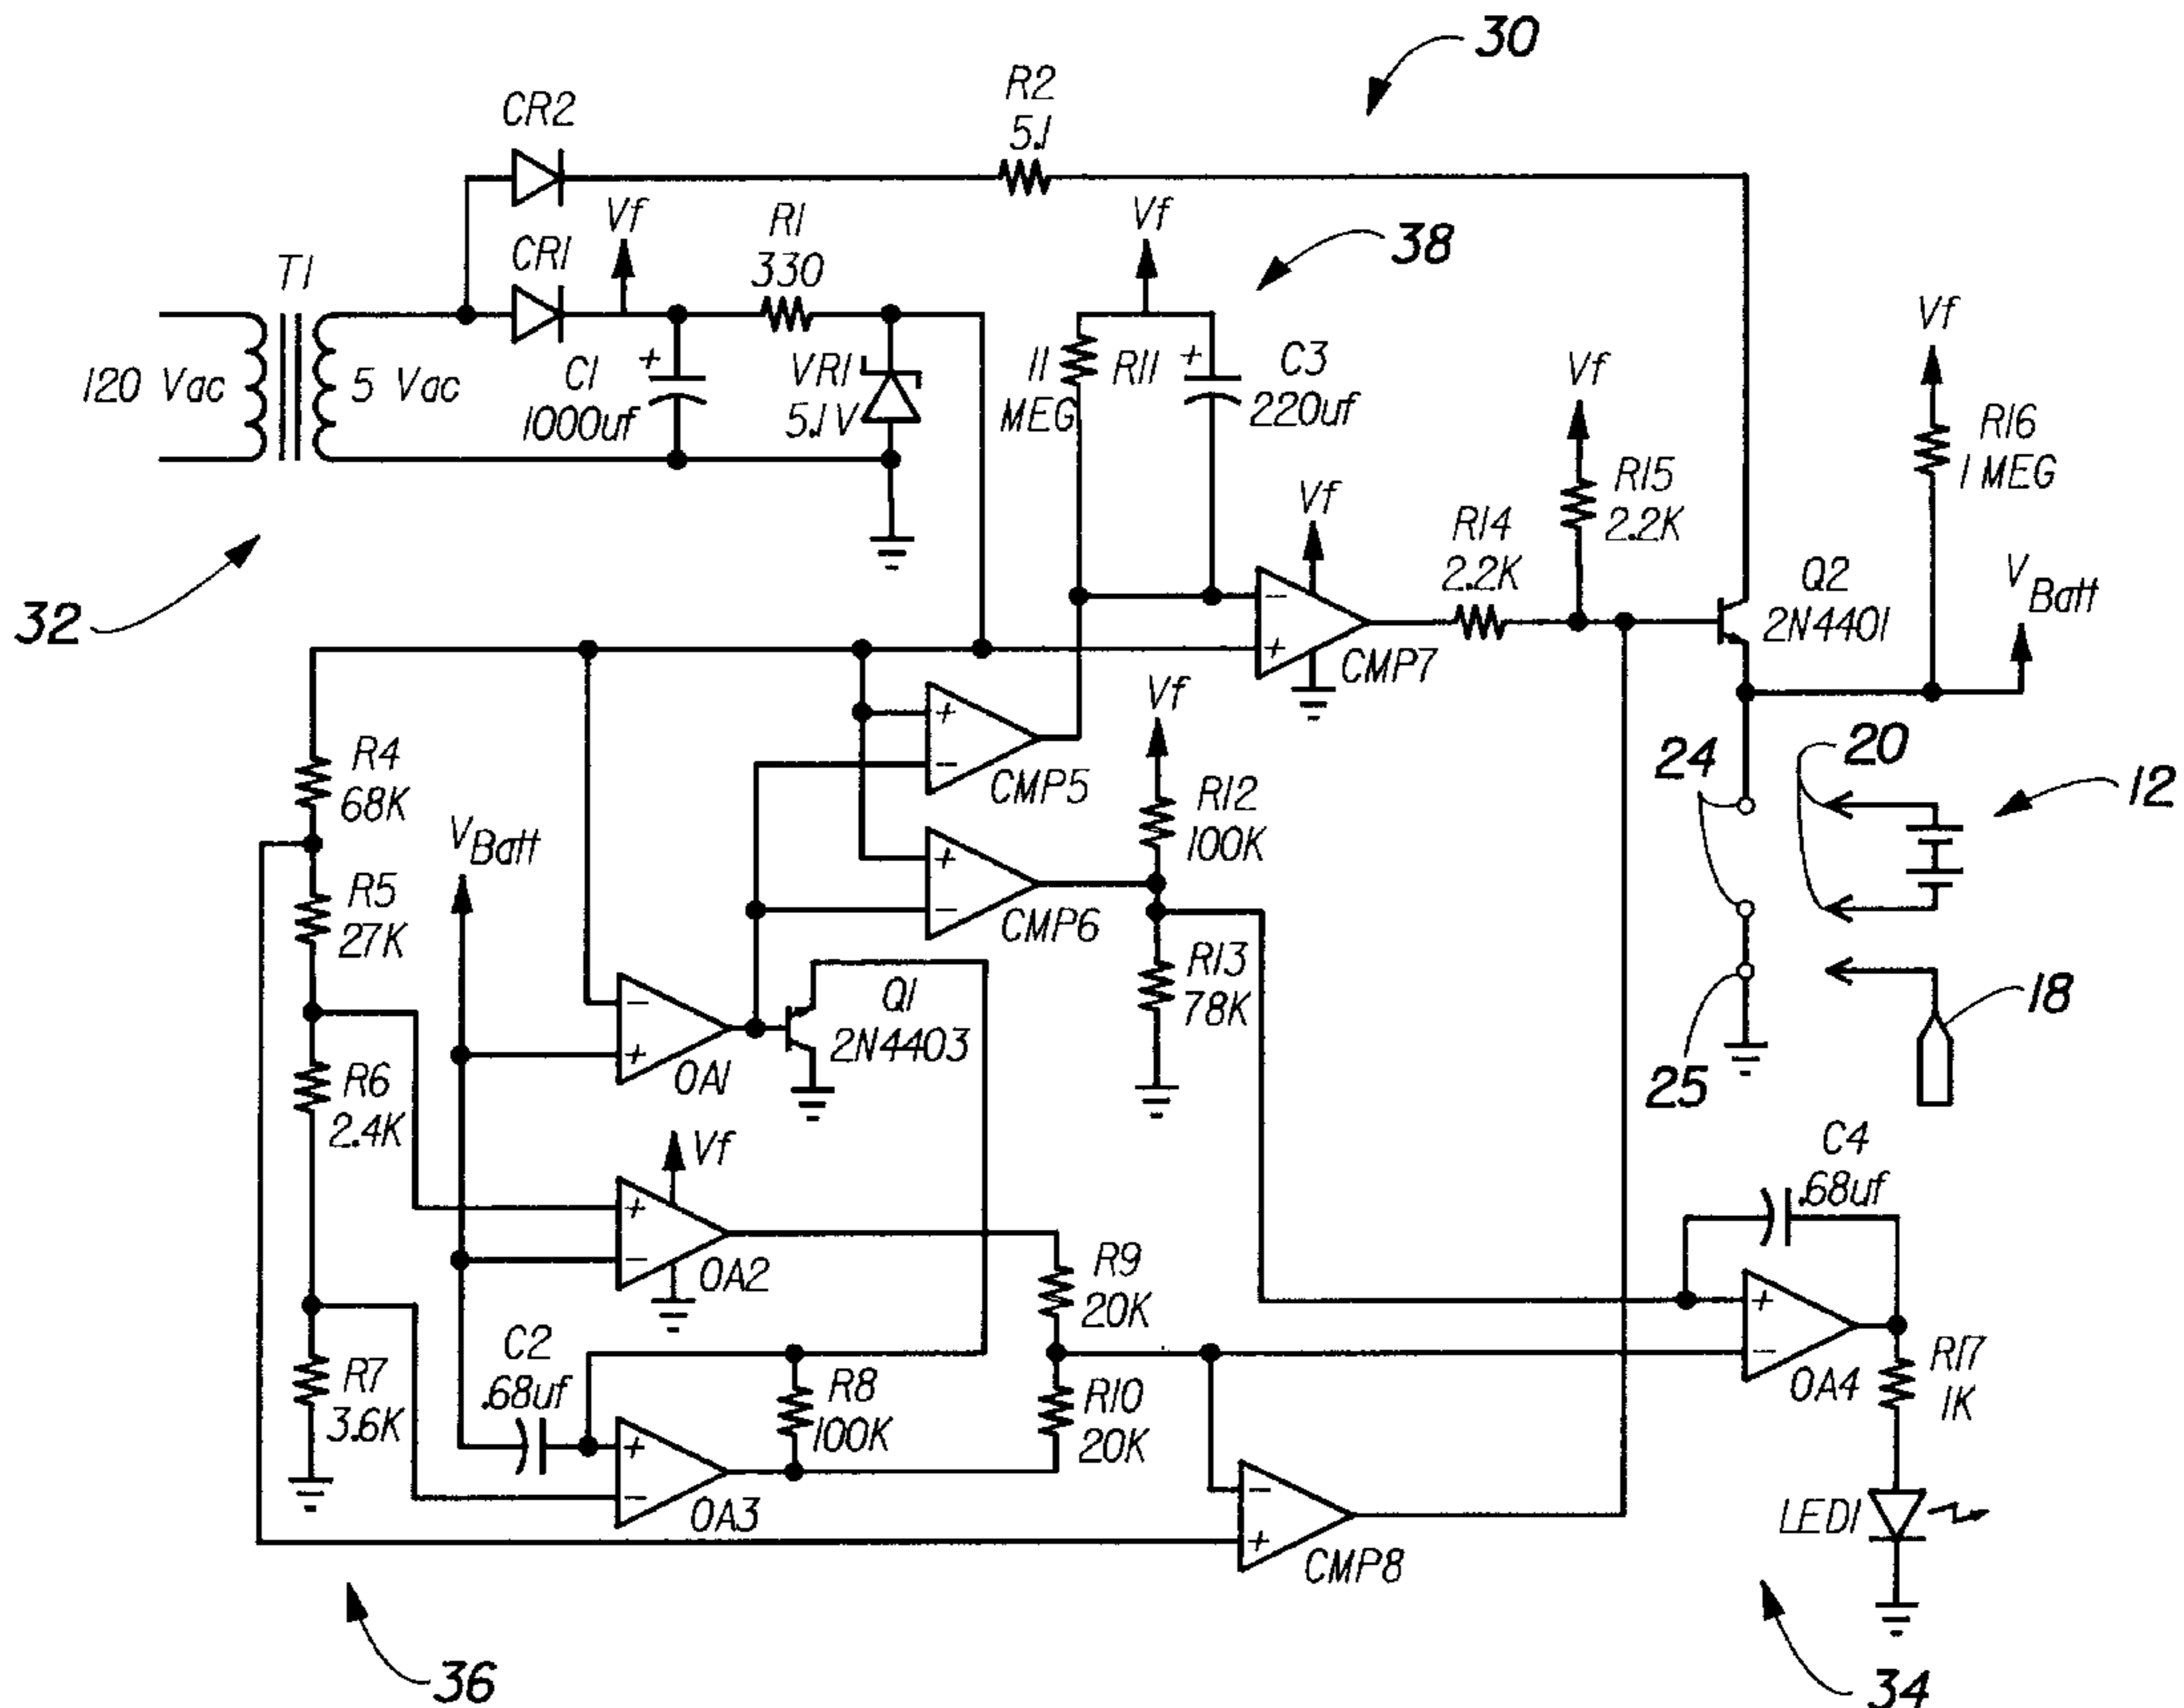 30
CR2
R2
5.1
T1
CR1
Vf
R1
330
Vf
38
120 Vac
5 Vac
C1
1000uf
+
VR1
5.1V
11
MEG
R11
+
C3
220uf
Vf
R15
2.2K
Vf
R16
1 MEG
32
Vf
R14
2.2K
−
+
CMP7
Q2
2N4401
V Batt
R4
68K
+
−
CMP5
Vf
R12
100K
24
20
12
V Batt
R5
27K
+
−
CMP6
R13
78K
Q1
2N4403
−
+
OA1
25
18
R6
2.4K
Vf
+
−
OA2
R9
20K
C4
.68uf
+
−
OA4
R17
1K
R7
3.6K
C2
.68uf
R8
100K
R10
20K
+
−
OA3
−
+
CMP8
LED1
36
34